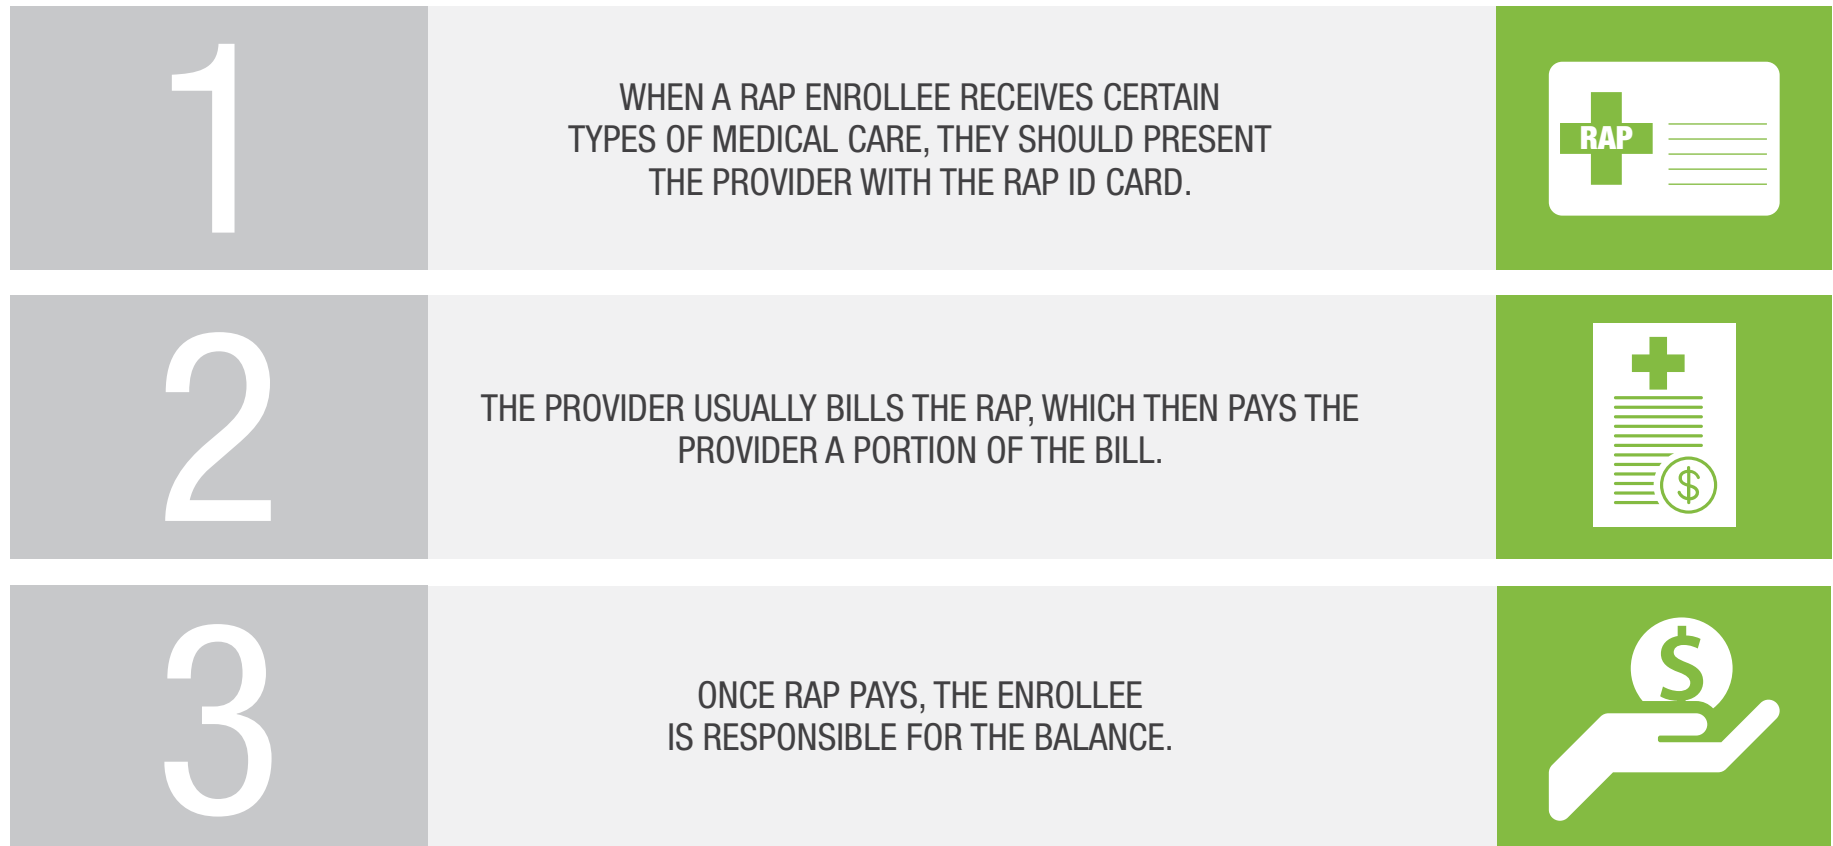 1
WHEN A RAP ENROLLEE RECEIVES CERTAIN
TYPES OF MEDICAL CARE, THEY SHOULD PRESENT
THE PROVIDER WITH THE RAP ID CARD.
RAP
2
THE PROVIDER USUALLY BILLS THE RAP, WHICH THEN PAYS THE
PROVIDER A PORTION OF THE BILL.
$
3
ONCE RAP PAYS, THE ENROLLEE
IS RESPONSIBLE FOR THE BALANCE.
$